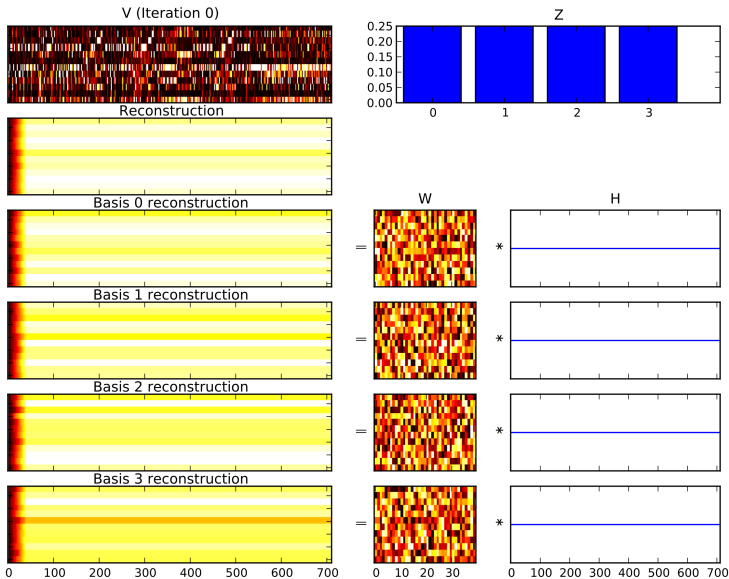 V (Iteration 0)
Z
0.25
0.20
0.15
0.10
0.05
0.00
0 1 2 3
Reconstruction
Basis 0 reconstruction
W
H
= *
Basis 1 reconstruction
= *
Basis 2 reconstruction
= *
Basis 3 reconstruction
= *
0 100 200 300 400 500 600 700
0 10 20 30
0 100 200 300 400 500 600 700